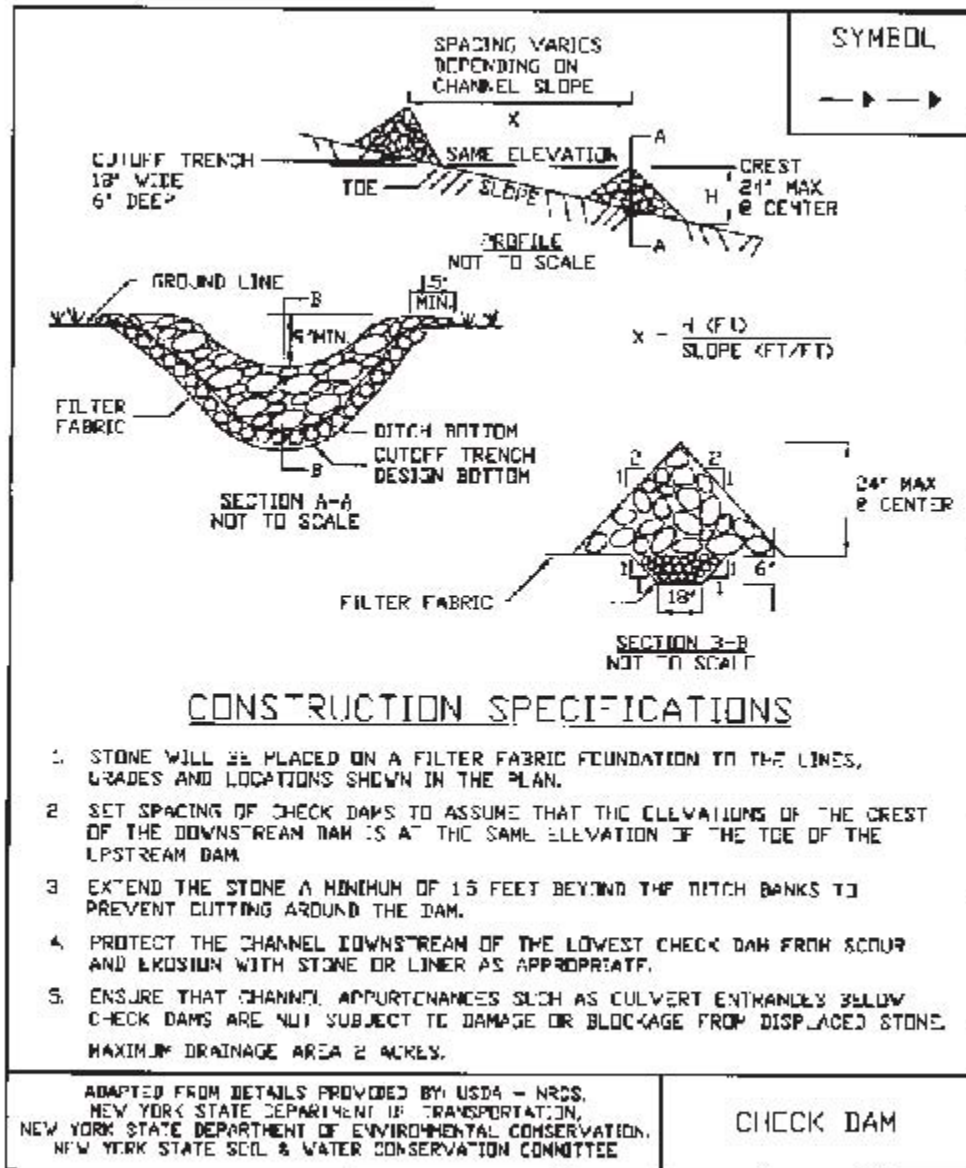 SPACING VARIES
DEPENDING ON
CHANNEL SLOPE
SYMBOL
X
A
CUTOFF TRENCH
18" WIDE
6" DEEP
SAME ELEVATION
TOE
SLOPE
H
CREST
24" MAX
@ CENTER
A
PROFILE
NOT TO SCALE
GROUND LINE
B
MIN.
MIN.
X = H (FT)
SLOPE (FT/FT)
FILTER
FABRIC
DITCH BOTTOM
CUTOFF TRENCH
DESIGN BOTTOM
B
SECTION A-A
NOT TO SCALE
2 2
1 1
24" MAX
@ CENTER
FILTER FABRIC
1 1 6"
1 18" 1
SECTION B-B
NOT TO SCALE
CONSTRUCTION SPECIFICATIONS
1. STONE WILL BE PLACED ON A FILTER FABRIC FOUNDATION TO THE LINES,
GRADES AND LOCATIONS SHOWN IN THE PLAN.
2 SET SPACING OF CHECK DAMS TO ASSUME THAT THE ELEVATIONS OF THE CREST
OF THE DOWNSTREAM DAM IS AT THE SAME ELEVATION OF THE TOE OF THE
UPSTREAM DAM
3 EXTEND THE STONE A MINIMUM OF 1.5 FEET BEYOND THE DITCH BANKS TO
PREVENT CUTTING AROUND THE DAM.
4. PROTECT THE CHANNEL DOWNSTREAM OF THE LOWEST CHECK DAM FROM SCOUR
AND EROSION WITH STONE OR LINER AS APPROPRIATE.
5. ENSURE THAT CHANNEL APPURTENANCES SUCH AS CULVERT ENTRANCES BELOW
CHECK DAMS ARE NOT SUBJECT TO DAMAGE OR BLOCKAGE FROM DISPLACED STONE.
MAXIMUM DRAINAGE AREA 2 ACRES.
ADAPTED FROM DETAILS PROVIDED BY: USDA - NRCS,
NEW YORK STATE DEPARTMENT OF TRANSPORTATION,
NEW YORK STATE DEPARTMENT OF ENVIRONMENTAL CONSERVATION,
NEW YORK STATE SOIL & WATER CONSERVATION COMMITTEE
CHECK DAM